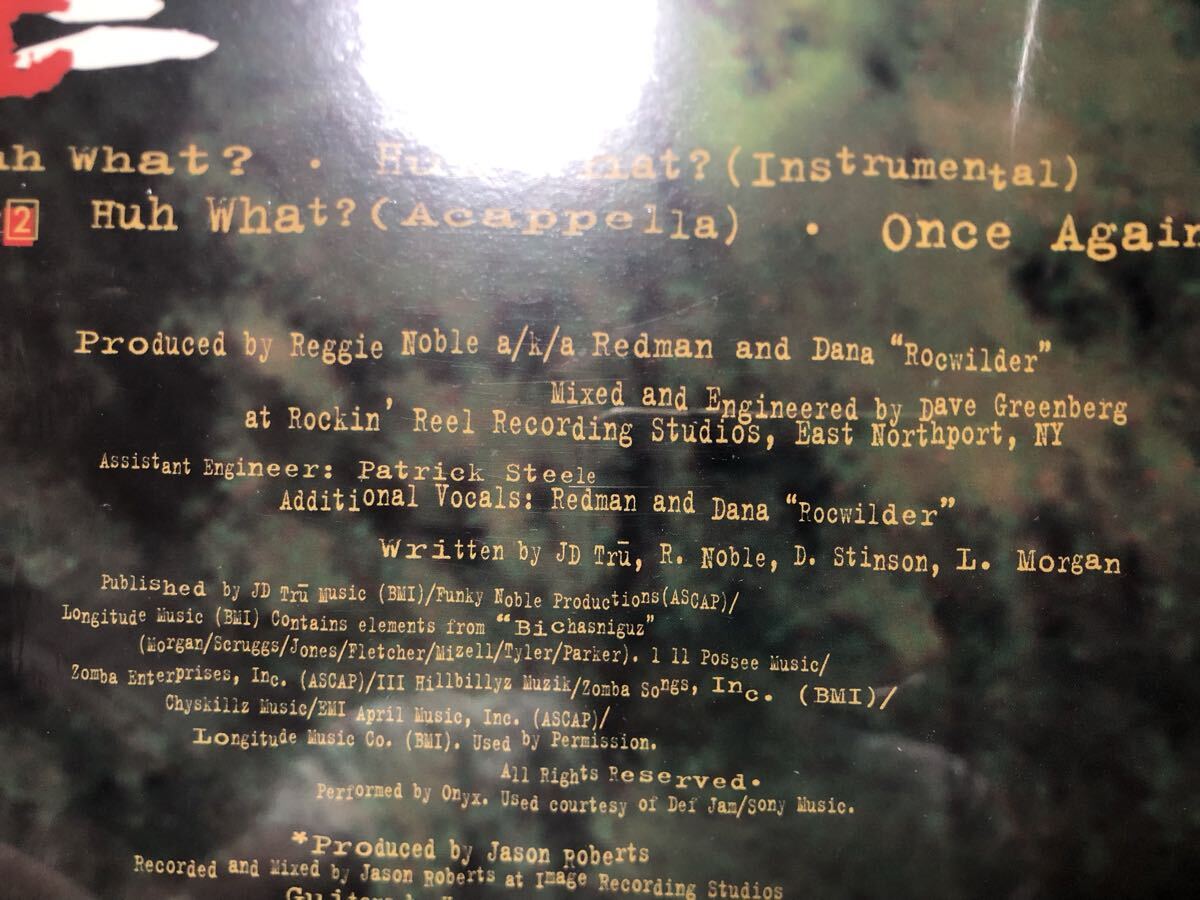 What? · (Instrumental)
2 Huh What? (Acappella) · Once Again
Produced by Reggie Noble a/k/a Redman and Dana "Rocwilder"
Mixed and Engineered by Dave Greenberg
at Rockin' Reel Recording Studios, East Northport, NY
Assistant Engineer: Patrick Steele
Additional Vocals: Redman and Dana "Rocwilder"
Written by JD Trū, R. Noble, D. Stinson, L. Morgan
Published by JD Trū Music (BMI)/Funky Noble Productions(ASCAP)/
Longitude Music (BMI) Contains elements from "Bichasniguz"
(Morgan/Scruggs/Jones/Fletcher/Mizell/Tyler/Parker). 1 11 Possee Music/
Zomba Enterprises, Inc. (ASCAP)/III Hillbillyz Muzik/Zomba Songs, Inc. (BMI)/
Chyskillz Music/EMI April Music, Inc. (ASCAP)/
Longitude Music Co. (BMI). Used by Permission.
All Rights Reserved.
Performed by Onyx. Used courtesy of Def Jam/Sony Music.
*Produced by Jason Roberts
Recorded and Mixed by Jason Roberts at Image Recording Studios